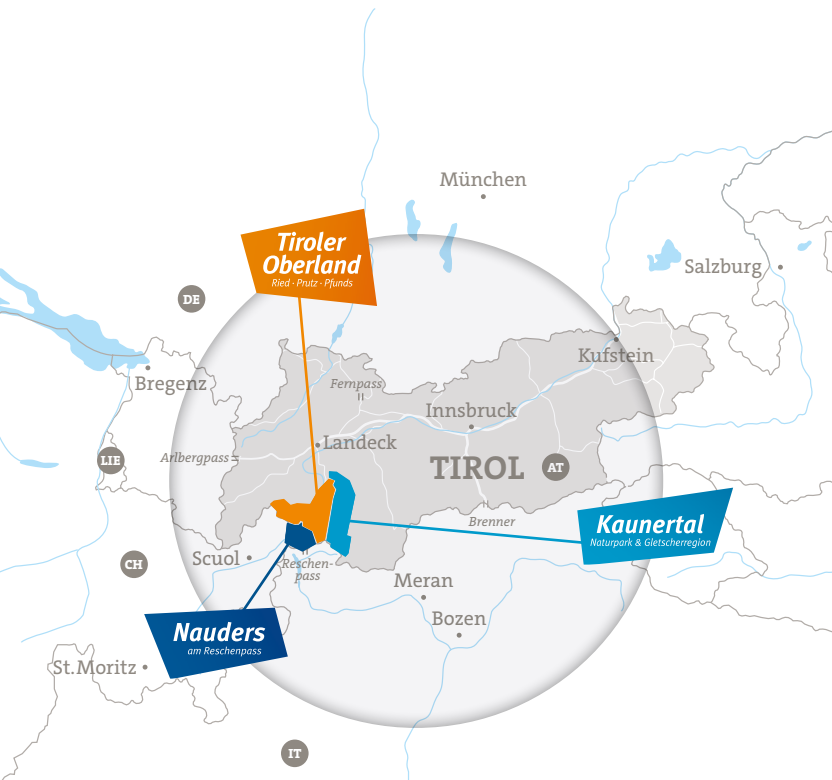 München
Tiroler
Oberland
Ried · Prutz · Pfunds
Salzburg
DE
Kufstein
Bregenz
Fernpass
Innsbruck
Landeck
Arlbergpass
LIE
TIROL
AT
Brenner
Kaunertal
Naturpark & Gletscherregion
Scuol
Reschen-
pass
CH
Meran
Bozen
Nauders
am Reschenpass
St.Moritz
IT